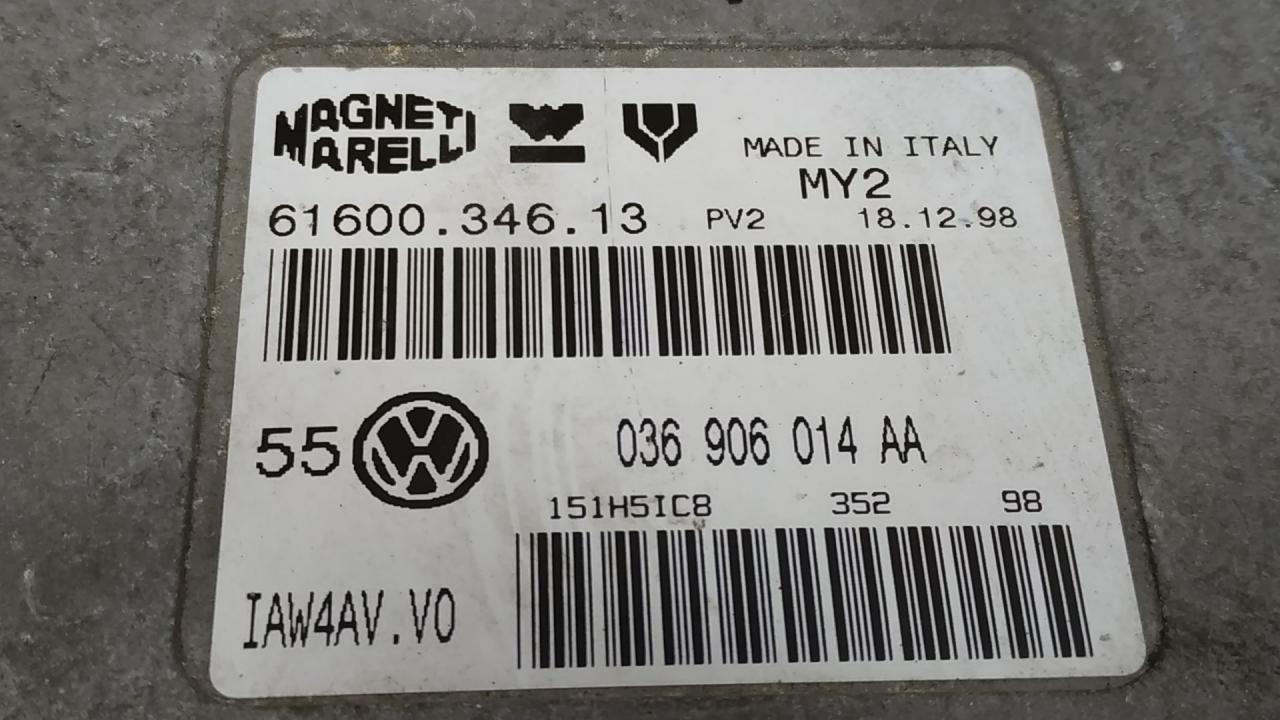 MAGNETI
MARELLI
MADE IN ITALY
MY2
61600.346.13 PV2 18.12.98
55 036 906 014 AA
151H5IC8 352 98
IAW4AV.V0